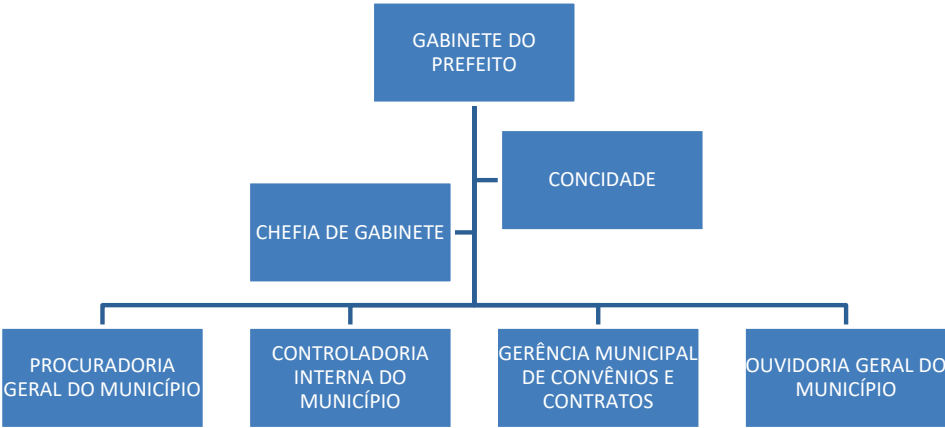 GABINETE DO
PREFEITO
CONCIDADE
CHEFIA DE GABINETE
PROCURADORIA
GERAL DO MUNICÍPIO
CONTROLADORIA
INTERNA DO
MUNICÍPIO
GERÊNCIA MUNICIPAL
DE CONVÊNIOS E
CONTRATOS
OUVIDORIA GERAL DO
MUNICÍPIO